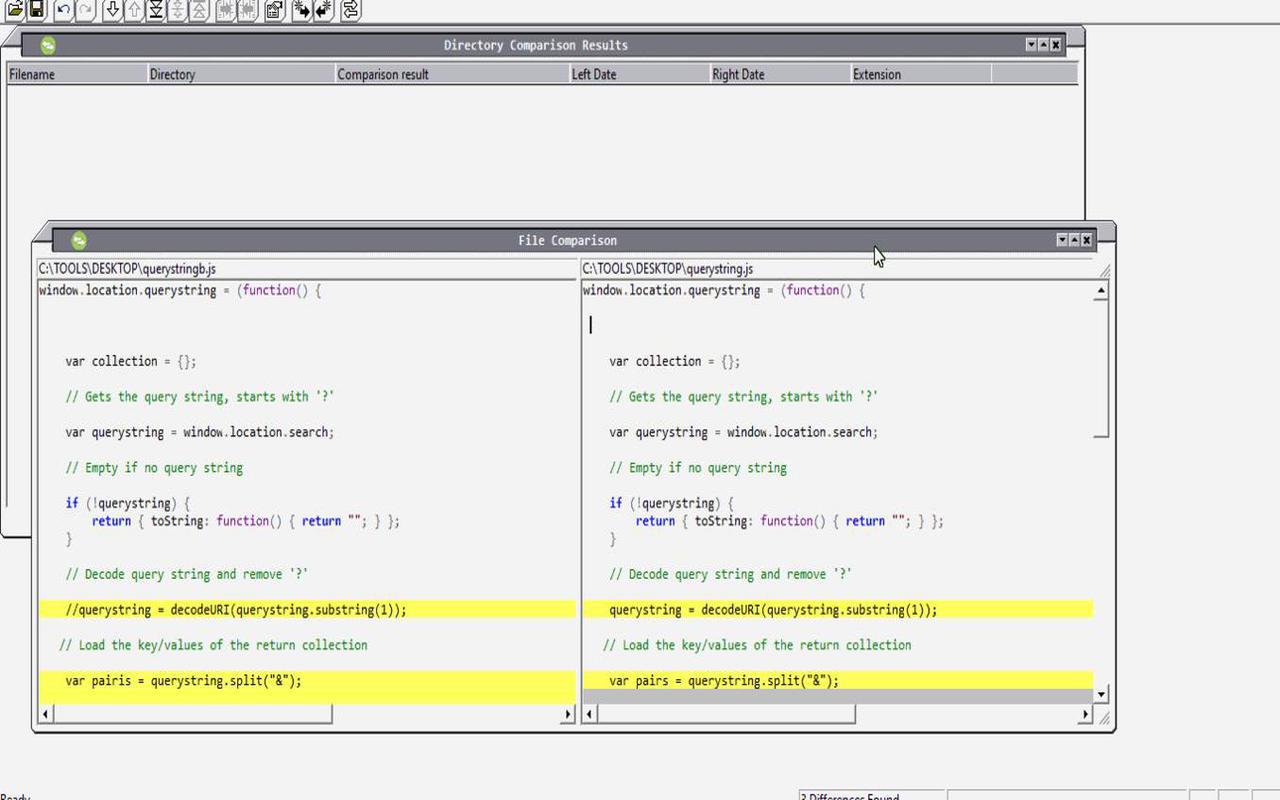 Directory Comparison Results
Filename Directory Comparison result Left Date Right Date Extension
File Comparison
C:\TOOLS\DESKTOP\querystringb.js
window.location.querystring = (function() {
var collection = {};
// Gets the query string, starts with '?'
var querystring = window.location.search;
// Empty if no query string
if (!querystring) {
return { toString: function() { return ""; } };
}
// Decode query string and remove '?'
//querystring = decodeURI(querystring.substring(1));
// Load the key/values of the return collection
var pairis = querystring.split("&");
C:\TOOLS\DESKTOP\querystring.js
window.location.querystring = (function() {
var collection = {};
// Gets the query string, starts with '?'
var querystring = window.location.search;
// Empty if no query string
if (!querystring) {
return { toString: function() { return ""; } };
}
// Decode query string and remove '?'
querystring = decodeURI(querystring.substring(1));
// Load the key/values of the return collection
var pairs = querystring.split("&");
Ready
3 Differences Found